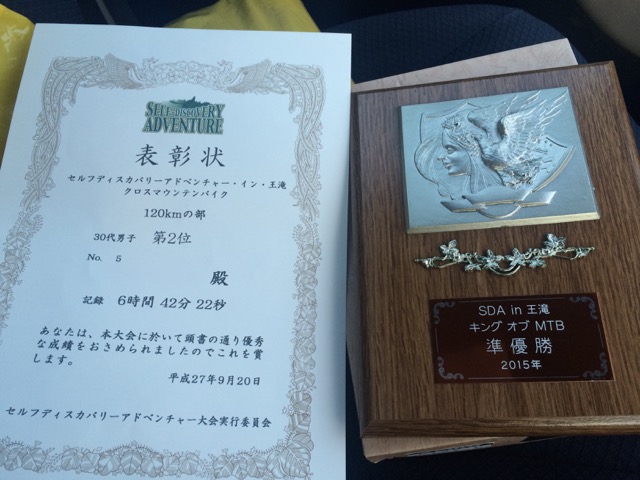 SELF-DISCOVERY
ADVENTURE
表彰状
セルフディスカバリーアドベンチャー・イン・王滝
クロスマウンテンバイク
120kmの部
30代男子 第2位
No. 5
殿
記録 6時間 42分 22秒
あなたは、本大会に於いて頭書の通り優秀
な成績をおさめられましたのでこれを賞
します。
平成27年9月20日
セルフディスカバリーアドベンチャー大会実行委員会
SDA in 王滝
キング オブ MTB
準優勝
2015年